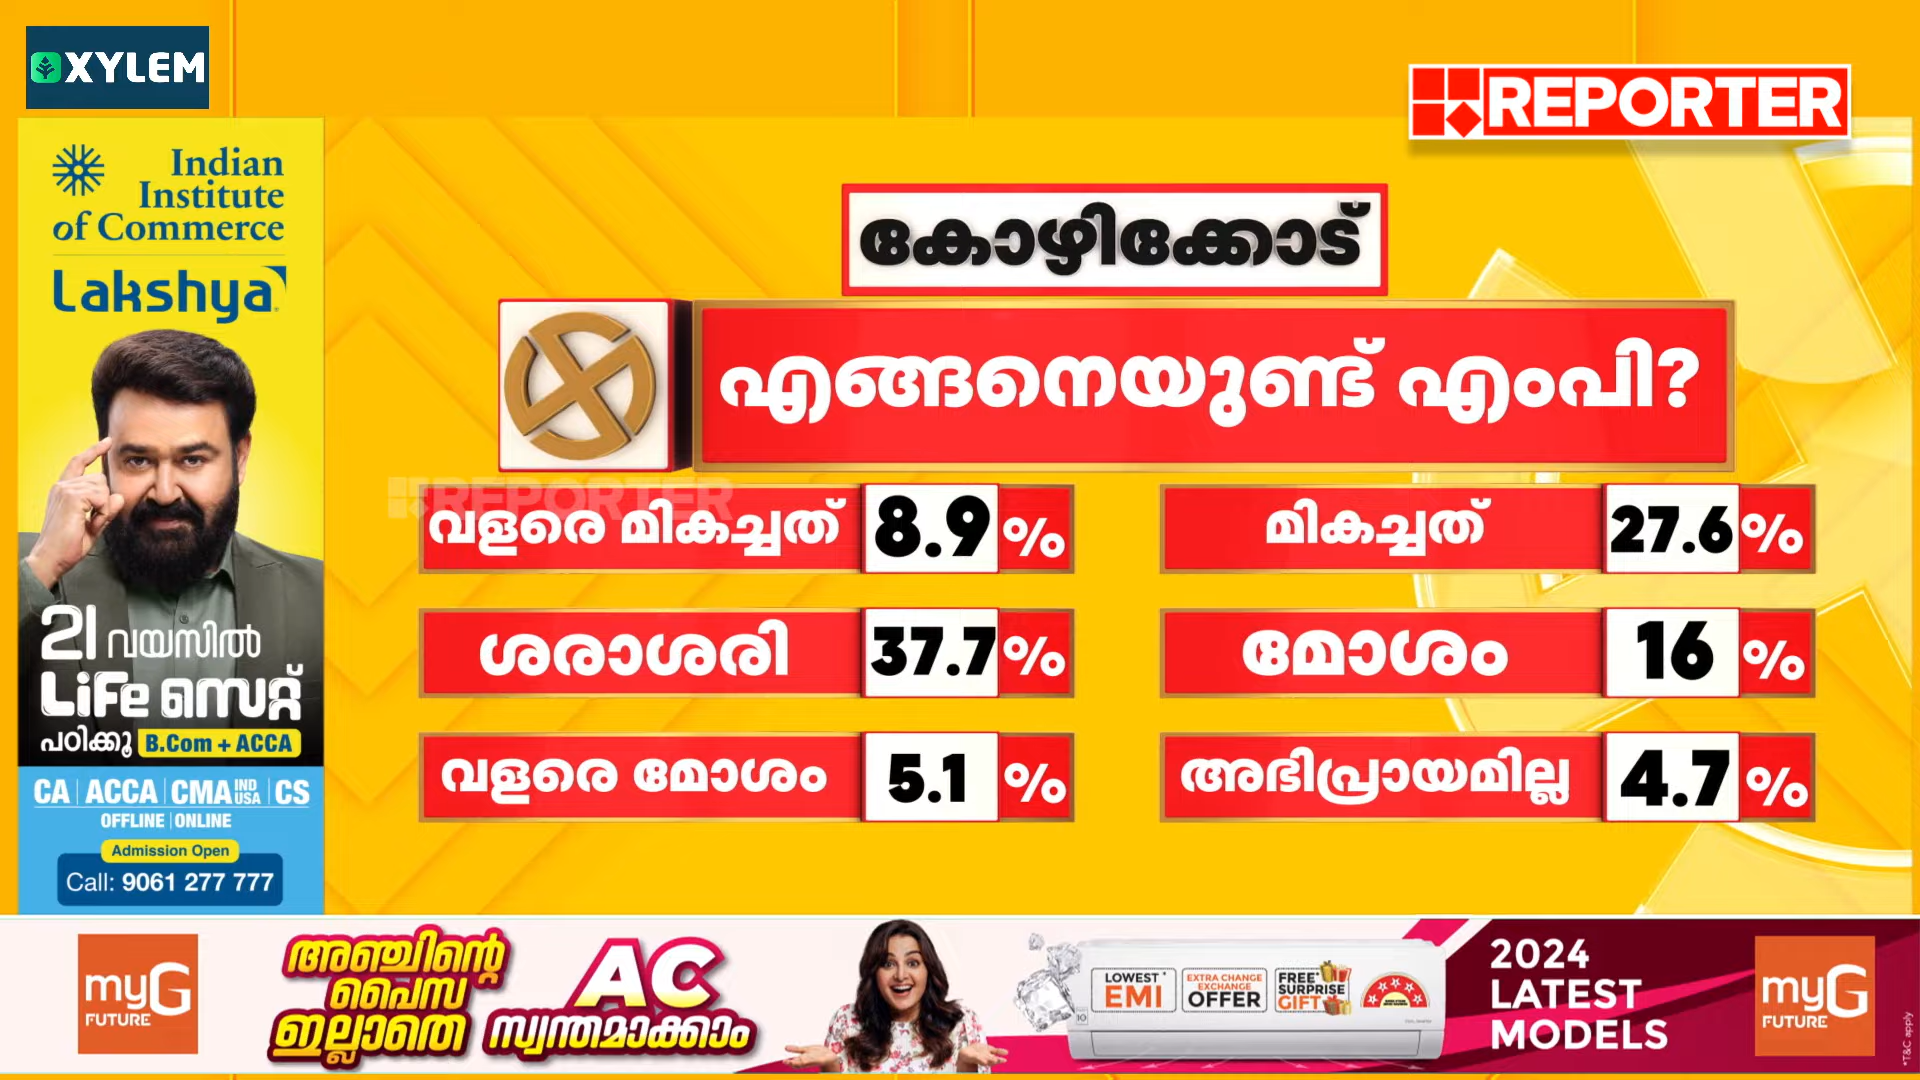 XYLEM
REPORTER
Indian
Institute
of Commerce
Lakshya
കോഴിക്കോട്
എങ്ങനെയുണ്ട് എംപി?
REPORTER
വളരെ മികച്ചത് 8.9 %
മികച്ചത് 27.6 %
ശരാശരി 37.7 %
മോശം 16 %
വളരെ മോശം 5.1 %
അഭിപ്രായമില്ല 4.7 %
21 വയസിൽ
LiFe സെറ്റ്
പഠിക്കൂ B.Com + ACCA
CA | ACCA | CMA IND USA | CS
OFFLINE | ONLINE
Admission Open
Call: 9061 277 777
myG
FUTURE
അഞ്ചിന്റെ
പൈസ
ഇല്ലാതെ
AC
സ്വന്തമാക്കാം
LOWEST *
EMI
EXTRA CHANGE
EXCHANGE
OFFER
FREE*
SURPRISE
GIFT
2024
LATEST
MODELS
myG
FUTURE
*T&C apply